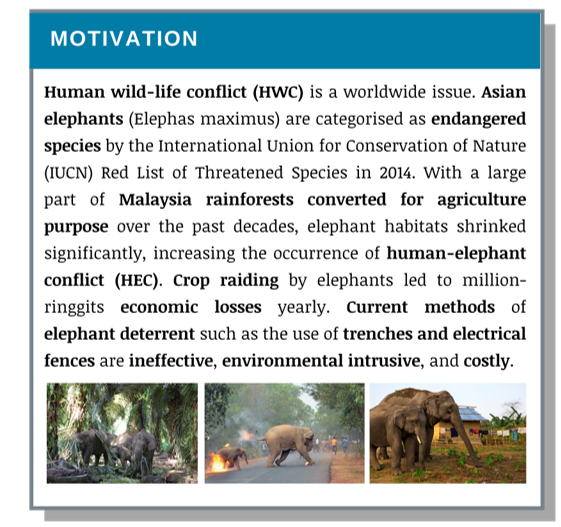 MOTIVATION
Human wild-life conflict (HWC) is a worldwide issue. Asian
elephants (Elephas maximus) are categorised as endangered
species by the International Union for Conservation of Nature
(IUCN) Red List of Threatened Species in 2014. With a large
part of Malaysia rainforests converted for agriculture
purpose over the past decades, elephant habitats shrinked
significantly, increasing the occurrence of human-elephant
conflict (HEC). Crop raiding by elephants led to million-
ringgits economic losses yearly. Current methods of
elephant deterrent such as the use of trenches and electrical
fences are ineffective, environmental intrusive, and costly.